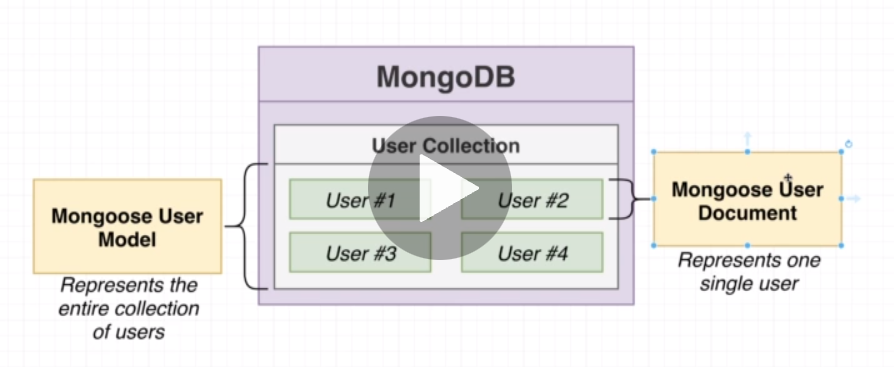 MongoDB
User Collection
User #1
User #2
User #3
User #4
Mongoose User
Model
Represents the
entire collection
of users
Mongoose User
Document
Represents one
single user